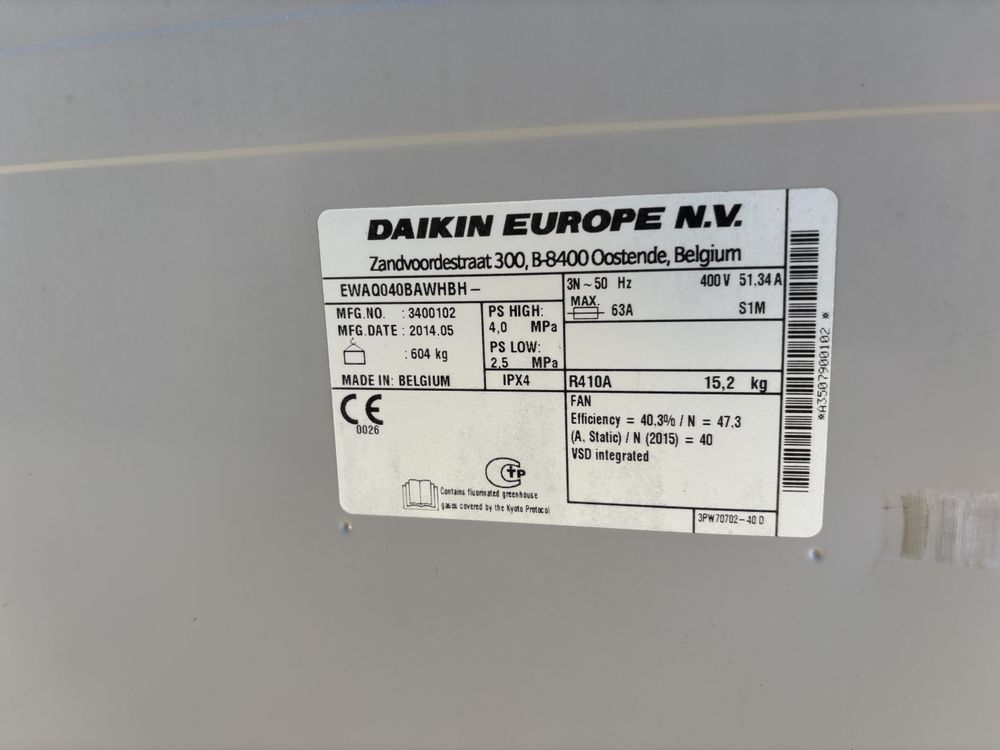 DAIKIN EUROPE N.V.
Zandvoordestraat 300, B-8400 Oostende, Belgium
EWAQ040BAWHBH –
3N ~ 50 Hz 400 V 51.34 A
MAX. 63A S1M
MFG.NO. : 3400102
MFG.DATE : 2014.05
: 604 kg
MADE IN: BELGIUM
PS HIGH:
4,0 MPa
PS LOW:
2,5 MPa
IPX4
R410A 15,2 kg
CE
0026
FAN
Efficiency = 40,3% / N = 47,3
(A, Static) / N (2015) = 40
VSD integrated
CTP
Contains fluorinated greenhouse
gases covered by the Kyoto Protocol
3PW70702-40 D
*A3507900102 *